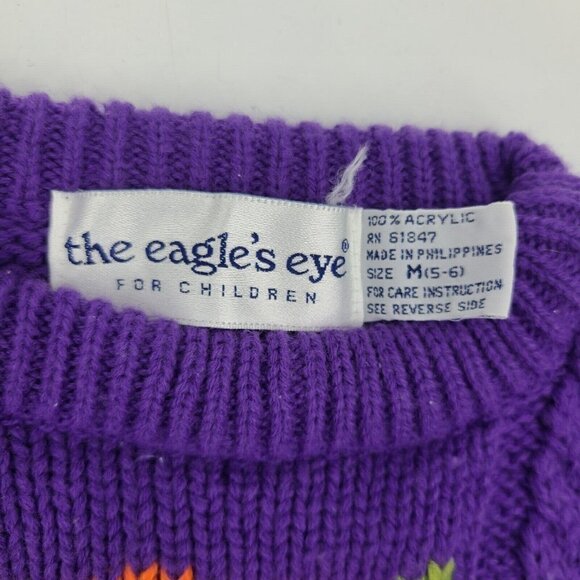 the eagle's eye®
FOR CHILDREN
100% ACRYLIC
RN 61847
MADE IN PHILIPPINES
SIZE M(5-6)
FOR CARE INSTRUCTION
SEE REVERSE SIDE